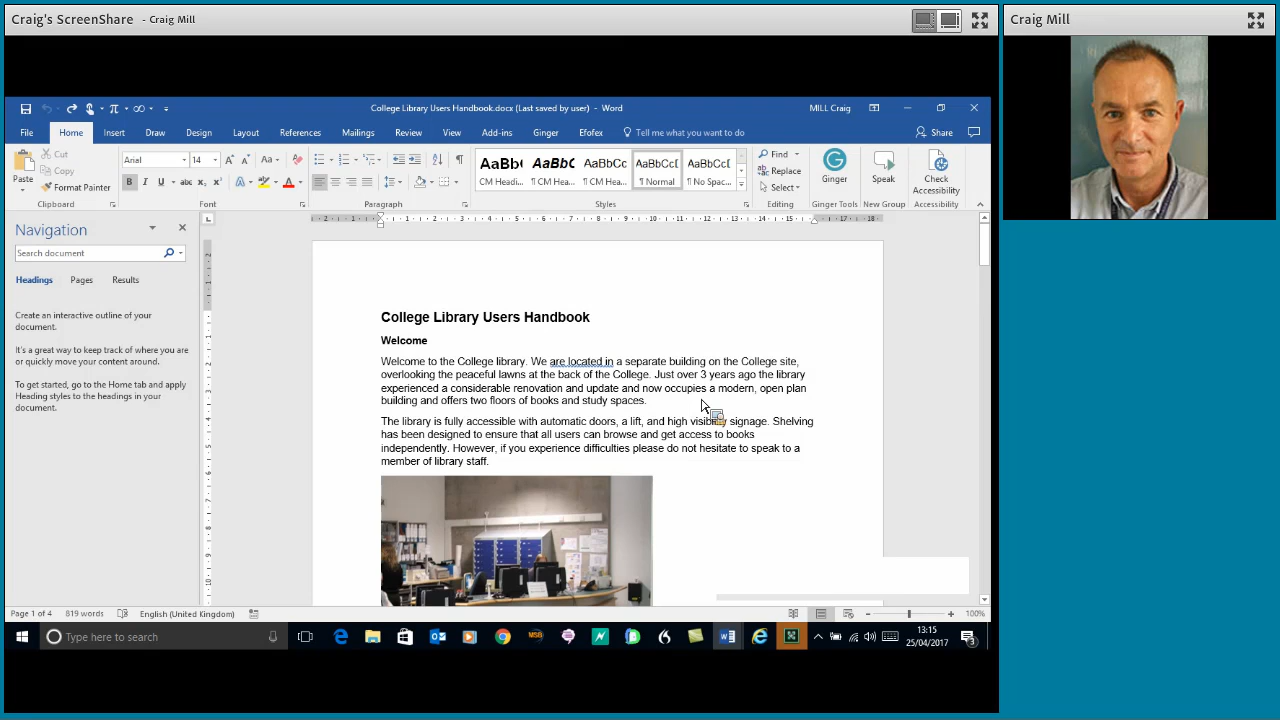 Craig's ScreenShare - Craig Mill
Craig Mill
College Library Users Handbook.docx (Last saved by user) - Word
MILL Craig
File Home Insert Draw Design Layout References Mailings Review View Add-ins Ginger Efofex Tell me what you want to do Share
Paste
Cut
Copy
Format Painter
Clipboard
Arial 14
Font
Paragraph
AaBbC AaBbC AaBbCc AaBbCcD AaBbCc
CM Headi... ¶ CM Hea... ¶ CM Hea... ¶ Normal ¶ No Spac...
Styles
Find
Replace
Select
Editing
Ginger
Ginger Tools
Speak
New Group
Check Accessibility
Accessibility
Navigation
Search document
Headings Pages Results
Create an interactive outline of your
document.
It's a great way to keep track of where you are
or quickly move your content around.
To get started, go to the Home tab and apply
Heading styles to the headings in your
document.
College Library Users Handbook
Welcome
Welcome to the College library. We are located in a separate building on the College site,
overlooking the peaceful lawns at the back of the College. Just over 3 years ago the library
experienced a considerable renovation and update and now occupies a modern, open plan
building and offers two floors of books and study spaces.
The library is fully accessible with automatic doors, a lift, and high visibility signage. Shelving
has been designed to ensure that all users can browse and get access to books
independently. However, if you experience difficulties please do not hesitate to speak to a
member of library staff.
Page 1 of 4 819 words English (United Kingdom) 100%
Type here to search
13:15
25/04/2017